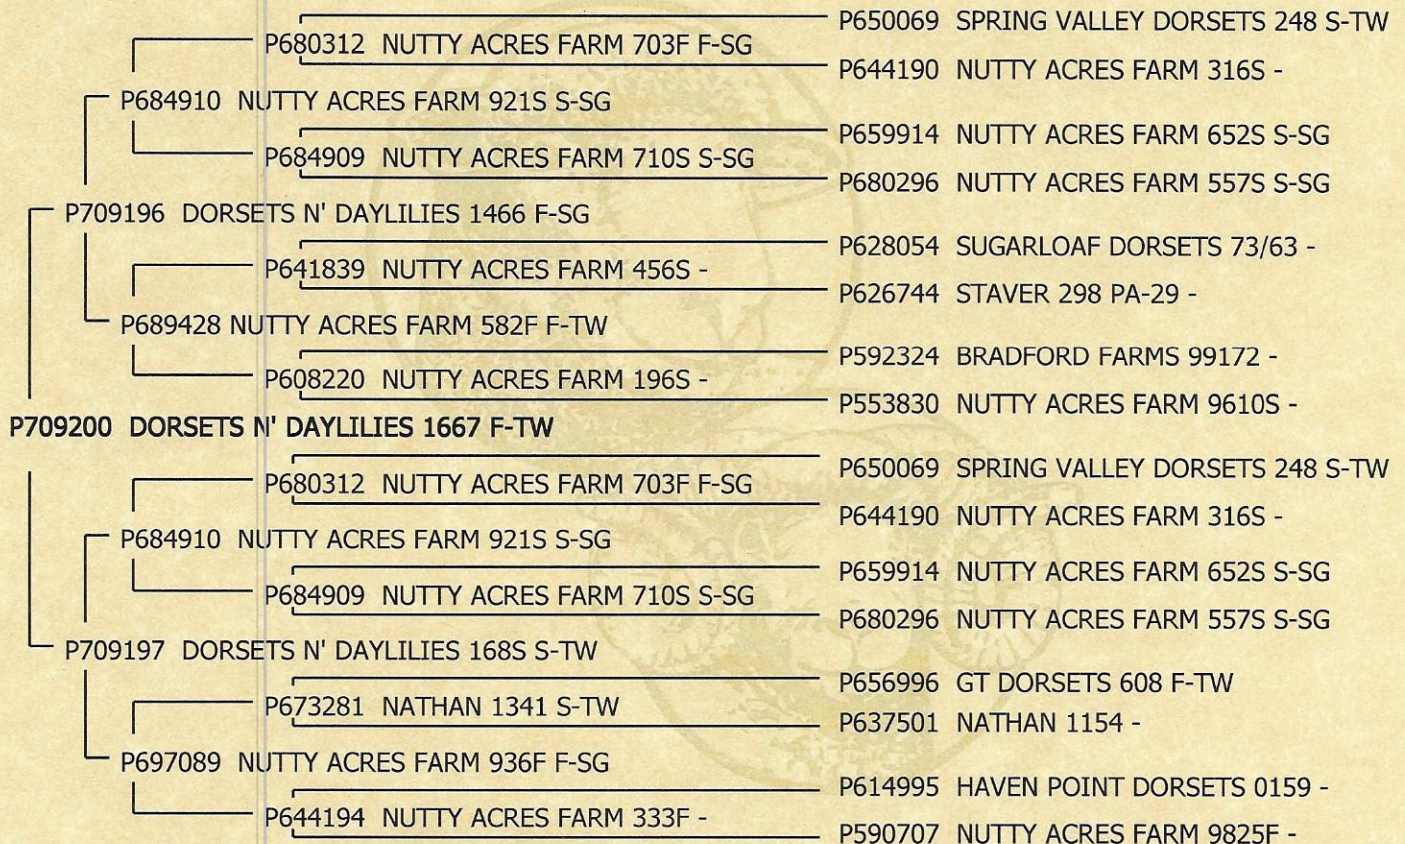 P650069 SPRING VALLEY DORSETS 248 S-TW
P680312 NUTTY ACRES FARM 703F F-SG
P644190 NUTTY ACRES FARM 316S -
P684910 NUTTY ACRES FARM 921S S-SG
P659914 NUTTY ACRES FARM 652S S-SG
P684909 NUTTY ACRES FARM 710S S-SG
P680296 NUTTY ACRES FARM 557S S-SG
P709196 DORSETS N' DAYLILIES 1466 F-SG
P628054 SUGARLOAF DORSETS 73/63 -
P641839 NUTTY ACRES FARM 456S -
P626744 STAVER 298 PA-29 -
P689428 NUTTY ACRES FARM 582F F-TW
P592324 BRADFORD FARMS 99172 -
P608220 NUTTY ACRES FARM 196S -
P553830 NUTTY ACRES FARM 9610S -
P709200 DORSETS N' DAYLILIES 1667 F-TW
P650069 SPRING VALLEY DORSETS 248 S-TW
P680312 NUTTY ACRES FARM 703F F-SG
P644190 NUTTY ACRES FARM 316S -
P684910 NUTTY ACRES FARM 921S S-SG
P659914 NUTTY ACRES FARM 652S S-SG
P684909 NUTTY ACRES FARM 710S S-SG
P680296 NUTTY ACRES FARM 557S S-SG
P709197 DORSETS N' DAYLILIES 168S S-TW
P656996 GT DORSETS 608 F-TW
P673281 NATHAN 1341 S-TW
P637501 NATHAN 1154 -
P697089 NUTTY ACRES FARM 936F F-SG
P614995 HAVEN POINT DORSETS 0159 -
P644194 NUTTY ACRES FARM 333F -
P590707 NUTTY ACRES FARM 9825F -